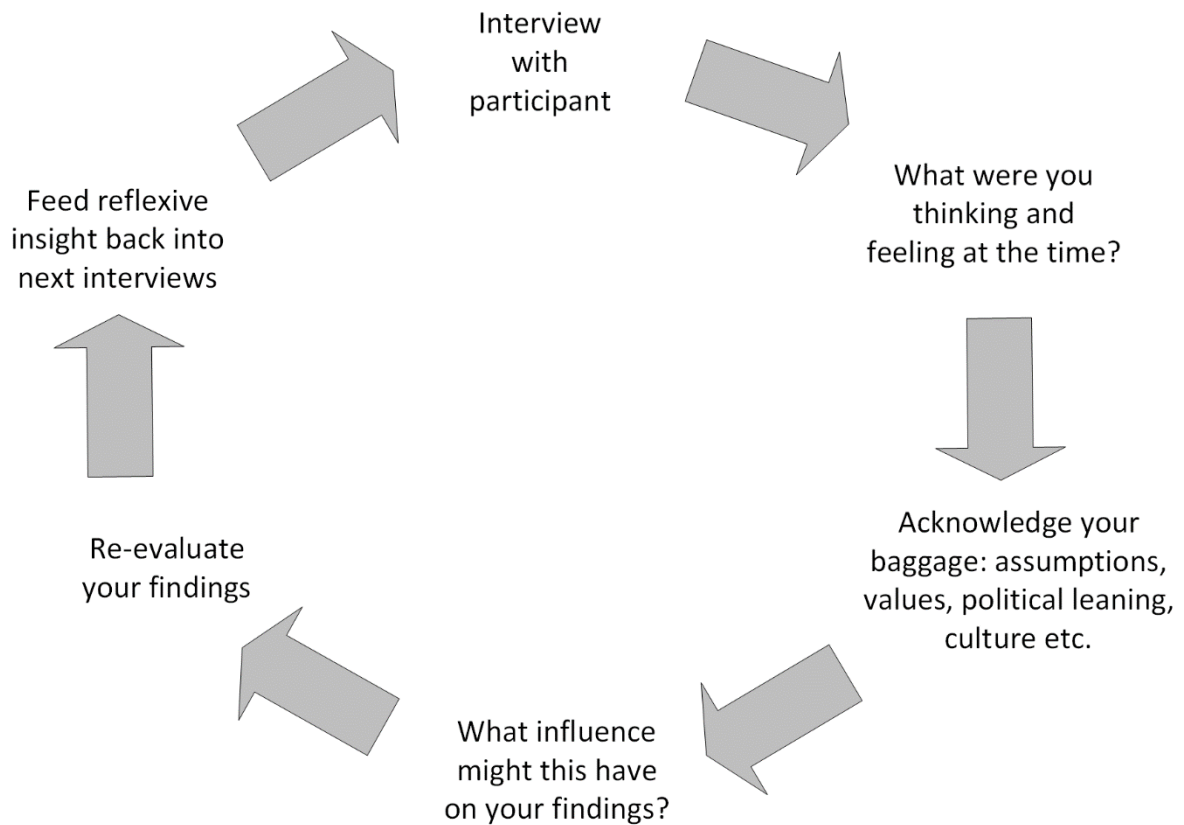 Interview
with
participant
What were you
thinking and
feeling at the time?
Acknowledge your
baggage: assumptions,
values, political leaning,
culture etc.
What influence
might this have
on your findings?
Re-evaluate
your findings
Feed reflexive
insight back into
next interviews